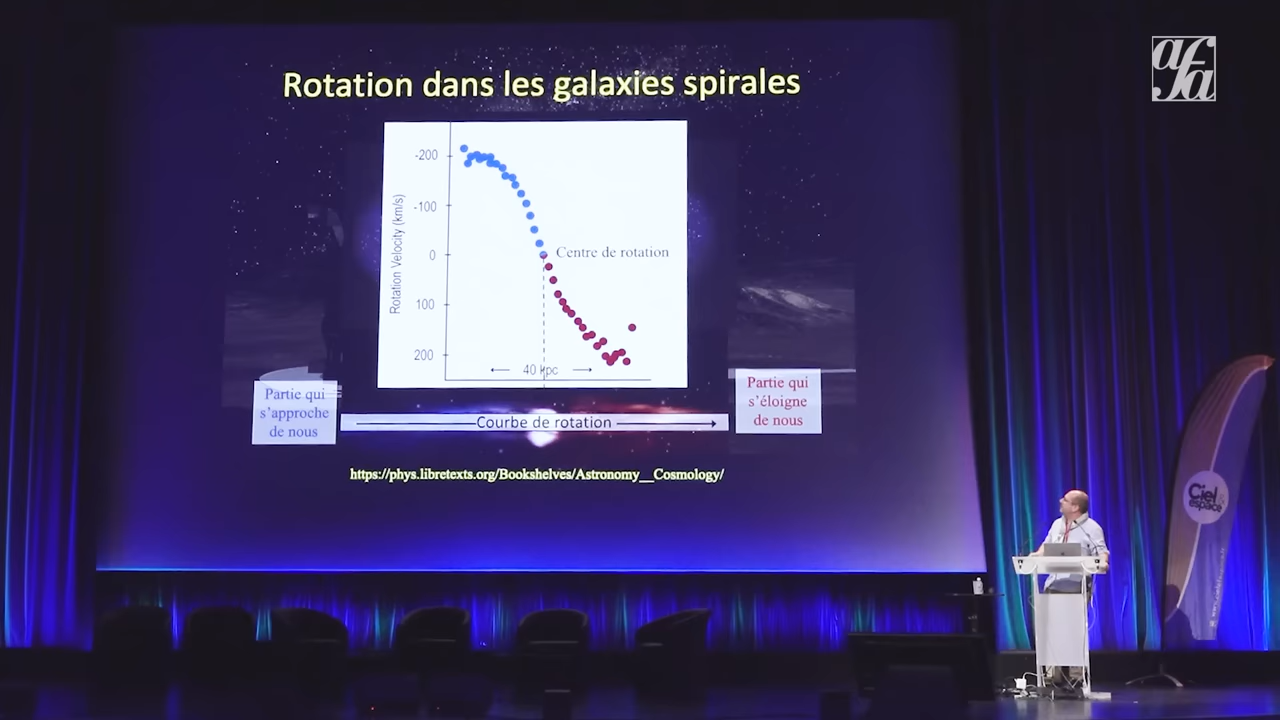 afa
Rotation dans les galaxies spirales
-200
-100
0
100
200
Rotation Velocity (km/s)
Centre de rotation
40 kpc
Partie qui
s'approche
de nous
Courbe de rotation
Partie qui
s'éloigne
de nous
https://phys.libretexts.org/Bookshelves/Astronomy__Cosmology/
Ciel
espace